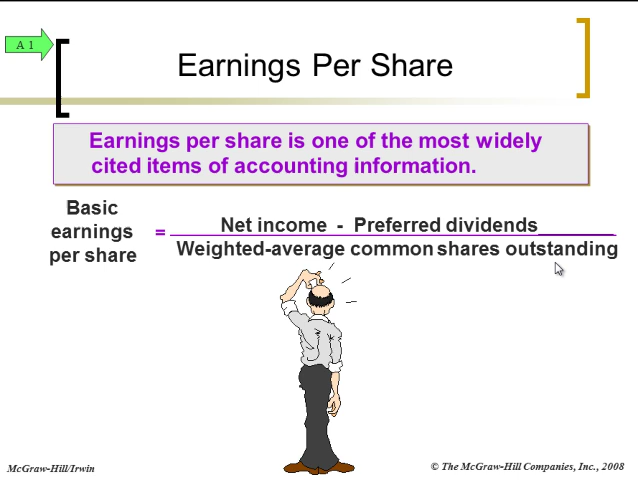 A 1
Earnings Per Share
Earnings per share is one of the most widely
cited items of accounting information.
Basic
earnings
per share
=
Net income - Preferred dividends
Weighted-average common shares outstanding
McGraw-Hill/Irwin
© The McGraw-Hill Companies, Inc., 2008